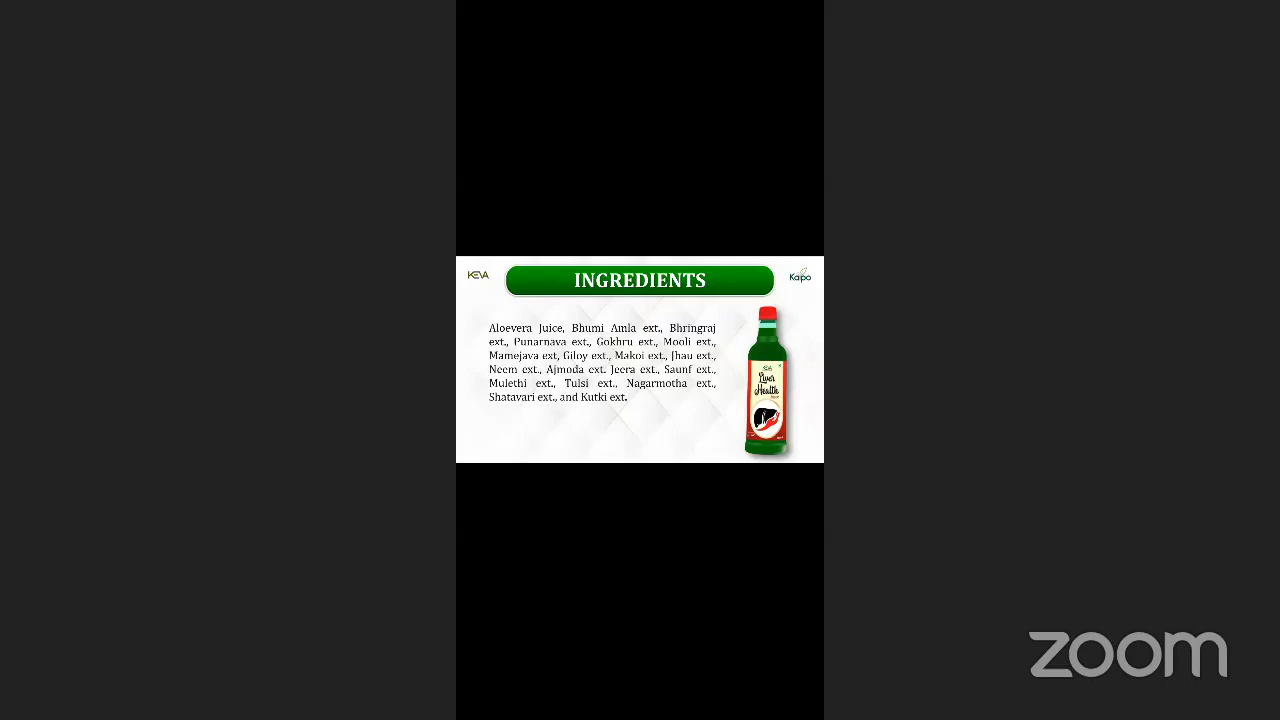 KEVA
INGREDIENTS
Kapo
Aloevera Juice, Bhumi Amla ext., Bhringraj
ext., Punarnava ext., Gokhru ext., Mooli ext.,
Mamejava ext, Giloy ext., Makoi ext., Jhau ext.,
Neem ext., Ajmoda ext. Jeera ext., Saunf ext.,
Mulethi ext., Tulsi ext., Nagarmotha ext.,
Shatavari ext., and Kutki ext.
Liver
Health
zoom